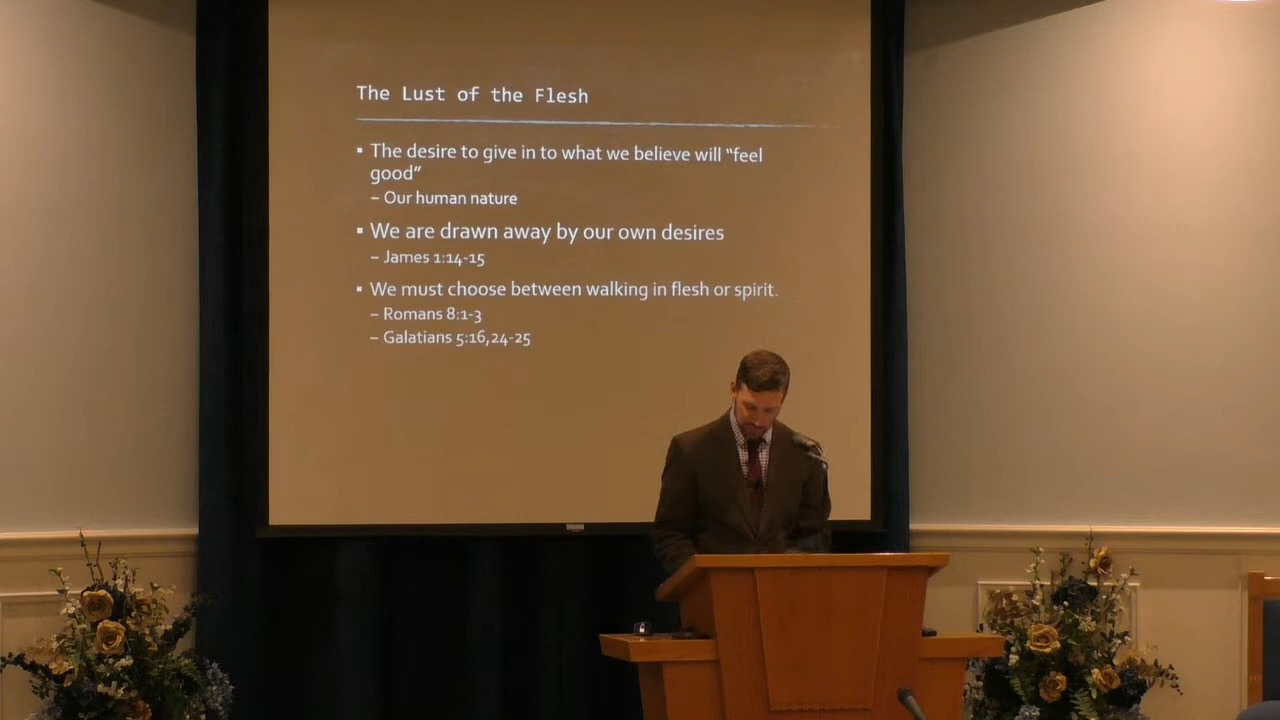 The Lust of the Flesh
▪ The desire to give in to what we believe will “feel
good”
– Our human nature
▪ We are drawn away by our own desires
– James 1:14-15
▪ We must choose between walking in flesh or spirit.
– Romans 8:1-3
– Galatians 5:16,24-25